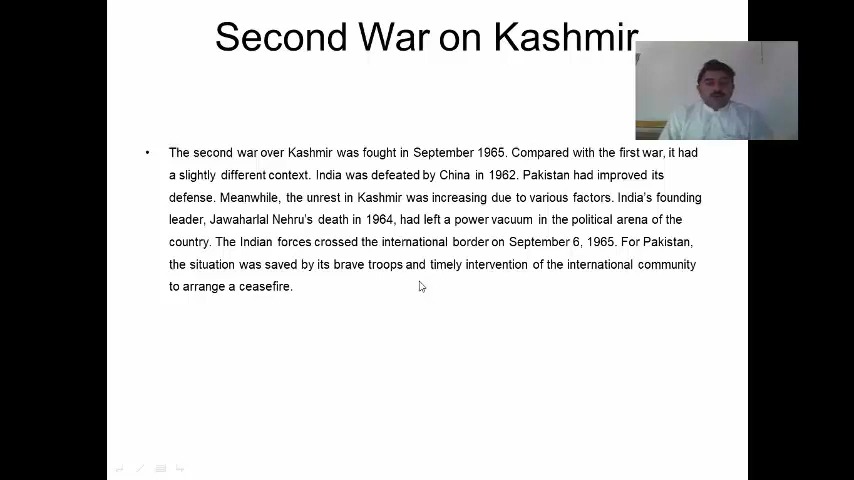 Second War on Kashmir
• The second war over Kashmir was fought in September 1965. Compared with the first war, it had
a slightly different context. India was defeated by China in 1962. Pakistan had improved its
defense. Meanwhile, the unrest in Kashmir was increasing due to various factors. India's founding
leader, Jawaharlal Nehru's death in 1964, had left a power vacuum in the political arena of the
country. The Indian forces crossed the international border on September 6, 1965. For Pakistan,
the situation was saved by its brave troops and timely intervention of the international community
to arrange a ceasefire.